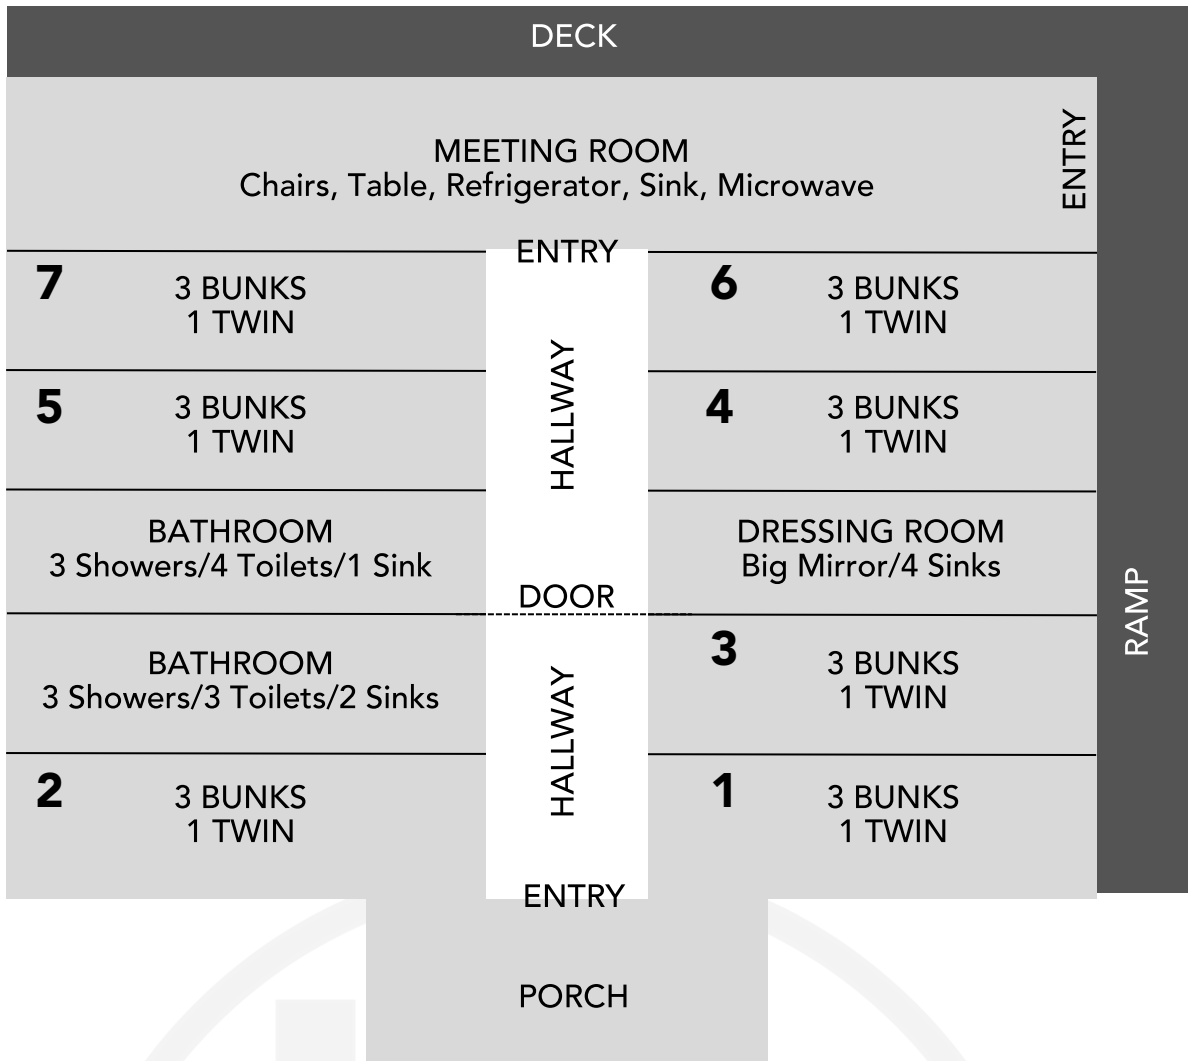 DECK
ENTRY
MEETING ROOM
Chairs, Table, Refrigerator, Sink, Microwave
ENTRY
7
3 BUNKS
1 TWIN
6
3 BUNKS
1 TWIN
HALLWAY
5
3 BUNKS
1 TWIN
4
3 BUNKS
1 TWIN
BATHROOM
3 Showers/4 Toilets/1 Sink
DRESSING ROOM
Big Mirror/4 Sinks
DOOR
RAMP
BATHROOM
3 Showers/3 Toilets/2 Sinks
HALLWAY
3
3 BUNKS
1 TWIN
2
3 BUNKS
1 TWIN
1
3 BUNKS
1 TWIN
ENTRY
PORCH